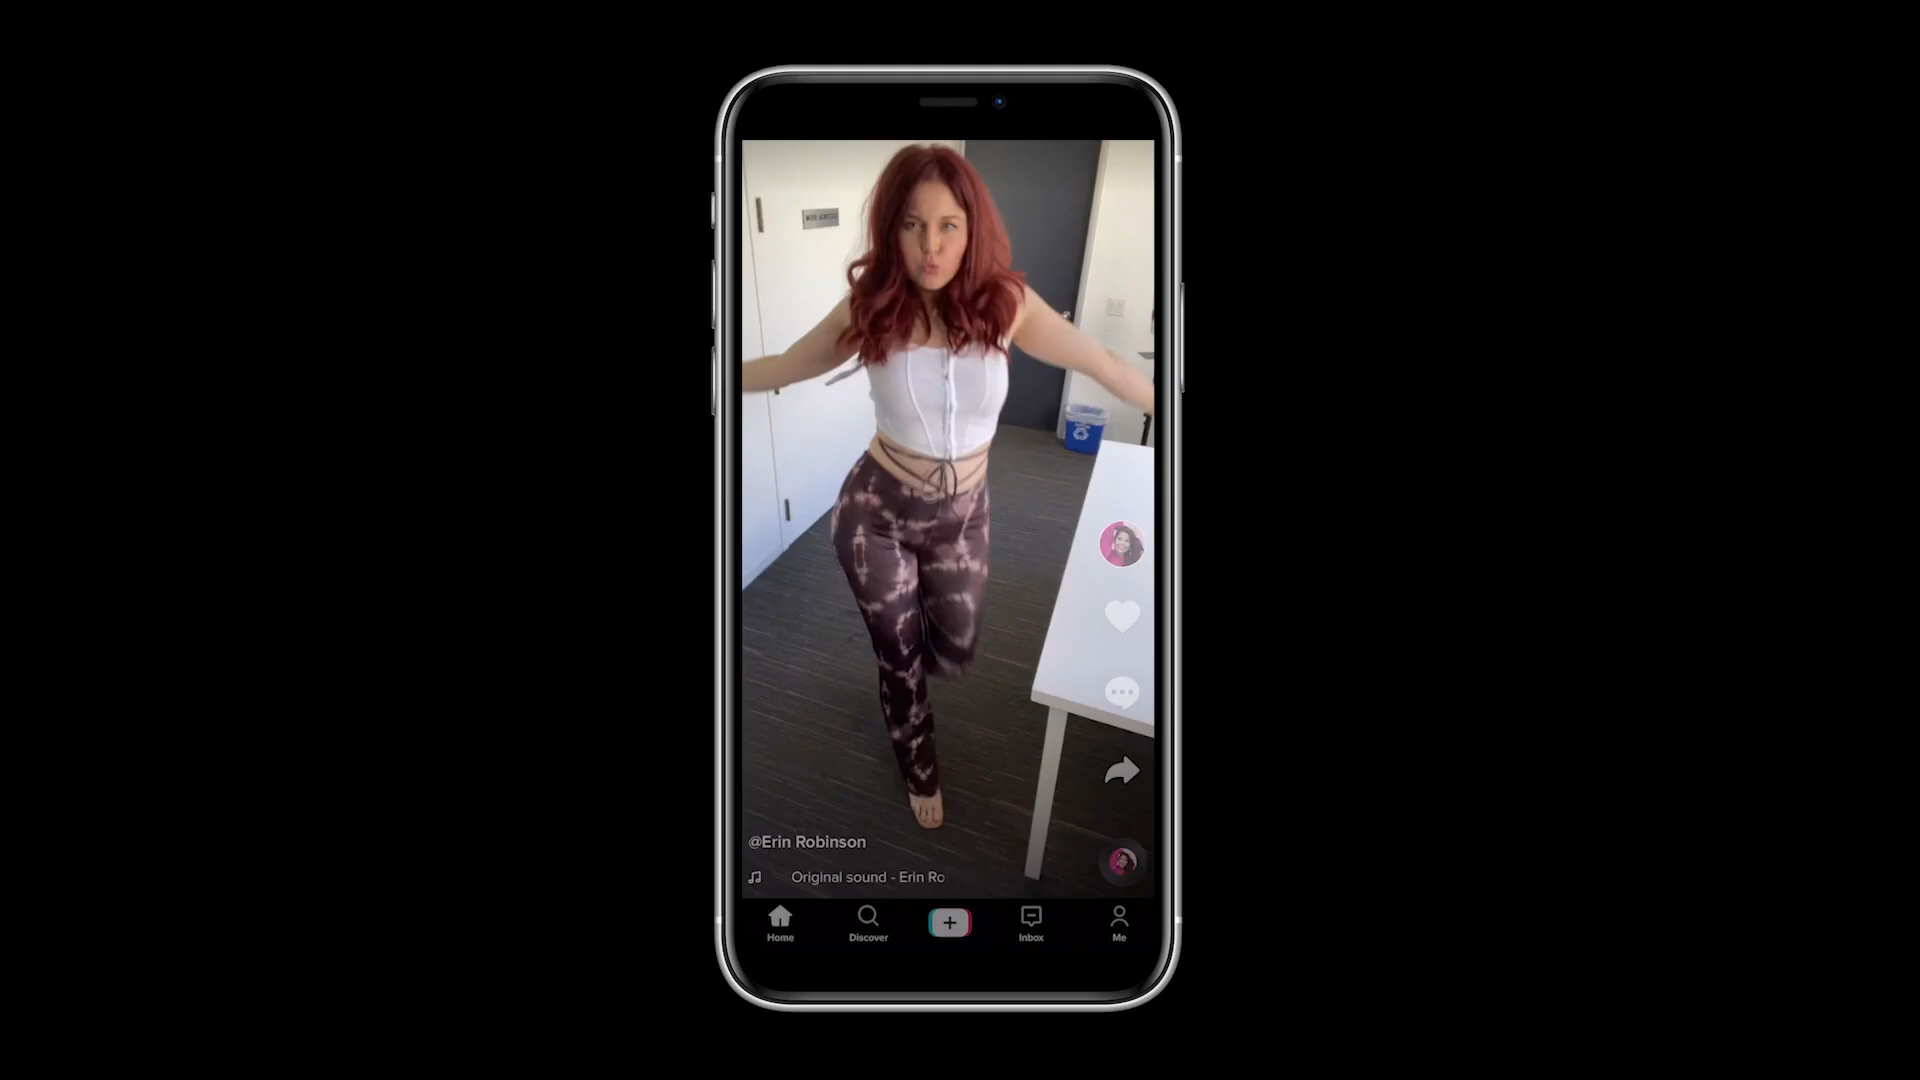 @Erin Robinson
Original sound - Erin Ro
Home
Discover
Inbox
Me